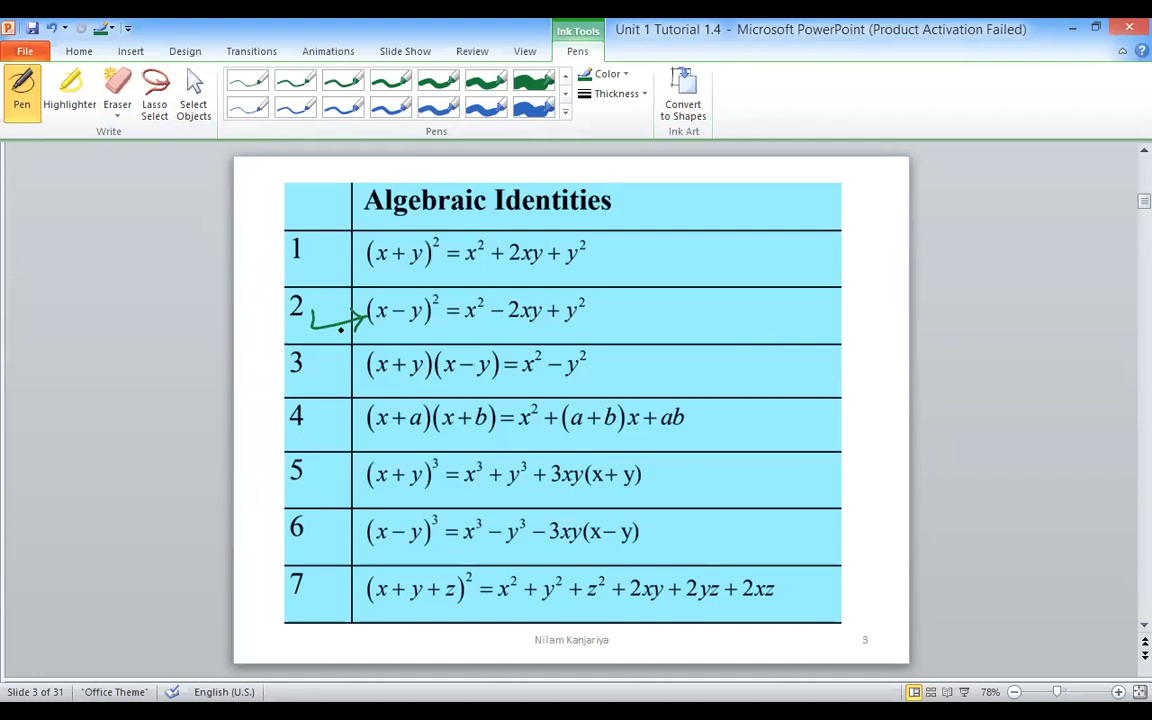 Ink Tools
Unit 1 Tutorial 1.4 - Microsoft PowerPoint (Product Activation Failed)
File Home Insert Design Transitions Animations Slide Show Review View Pens
Pen Highlighter Eraser Lasso Select Select Objects
Color
Thickness
Convert to Shapes
Write Pens Ink Art
Algebraic Identities
1 (x + y)² = x² + 2xy + y²
2 (x − y)² = x² − 2xy + y²
3 (x + y)(x − y) = x² − y²
4 (x + a)(x + b) = x² + (a + b)x + ab
5 (x + y)³ = x³ + y³ + 3xy(x + y)
6 (x − y)³ = x³ − y³ − 3xy(x − y)
7 (x + y + z)² = x² + y² + z² + 2xy + 2yz + 2xz
Nilam Kanjariya 3
Slide 3 of 31 "Office Theme" English (U.S.) 78%